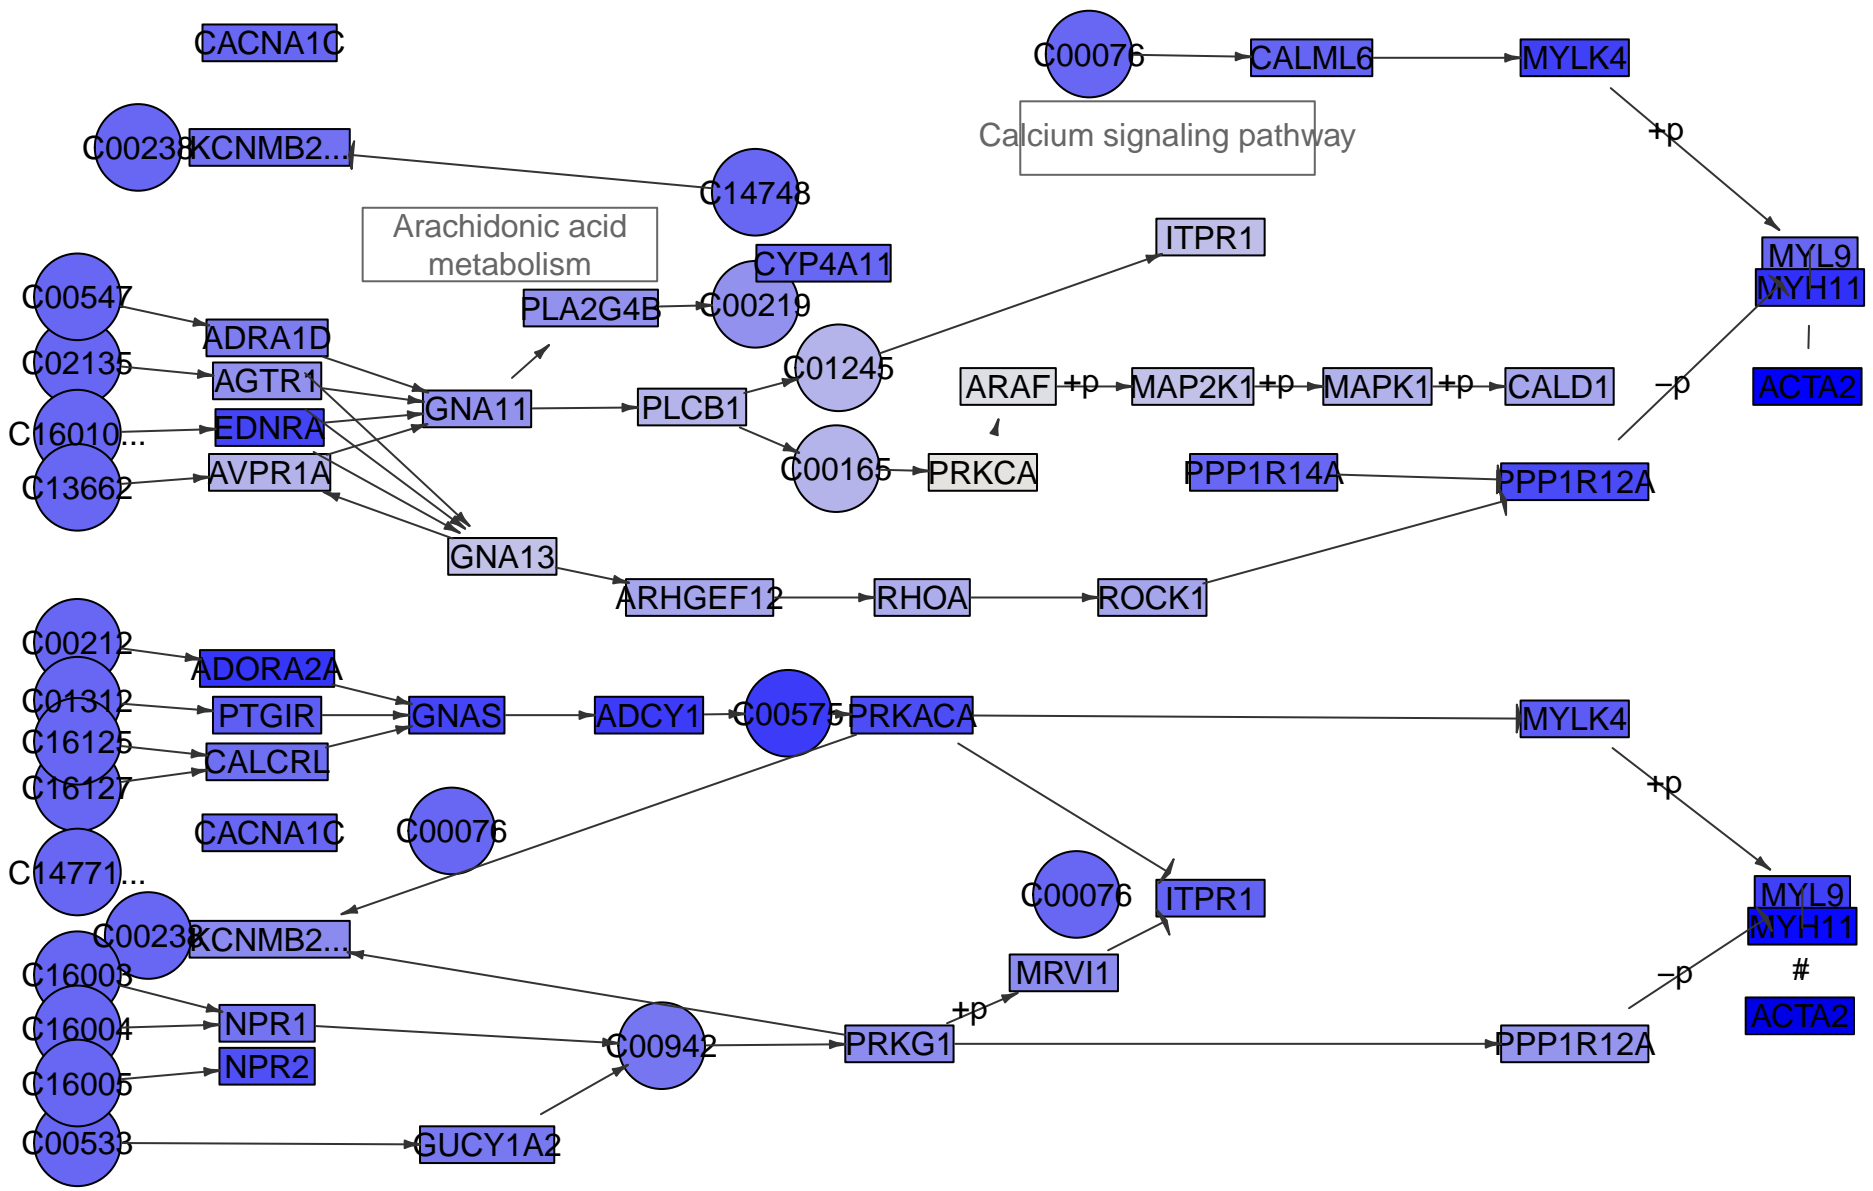 CACNA1C
C00076
CALML6
MYLK4
C00238
KCNMB2...
Calcium signaling pathway
+p
C14748
Arachidonic acid
metabolism
ITPR1
MYL9
CYP4A11
MYH11
C00547
PLA2G4B
C00219
ADRA1D
C02135
AGTR1
C01245
ARAF
+p
MAP2K1
+p
MAPK1
+p
CALD1
–p
ACTA2
GNA11
PLCB1
C16010...
EDNRA
C13662
AVPR1A
C00165
PRKCA
PPP1R14A
PPP1R12A
GNA13
ARHGEF12
RHOA
ROCK1
C00212
ADORA2A
C01312
PTGIR
GNAS
ADCY1
C00575
PRKACA
MYLK4
C16125
CALCRL
C16127
+p
CACNA1C
C00076
C14771...
C00076
ITPR1
MYL9
C00238
KCNMB2...
MYH11
C16003
MRVI1
–p
#
+p
C16004
NPR1
ACTA2
C00942
PRKG1
PPP1R12A
C16005
NPR2
C00533
GUCY1A2